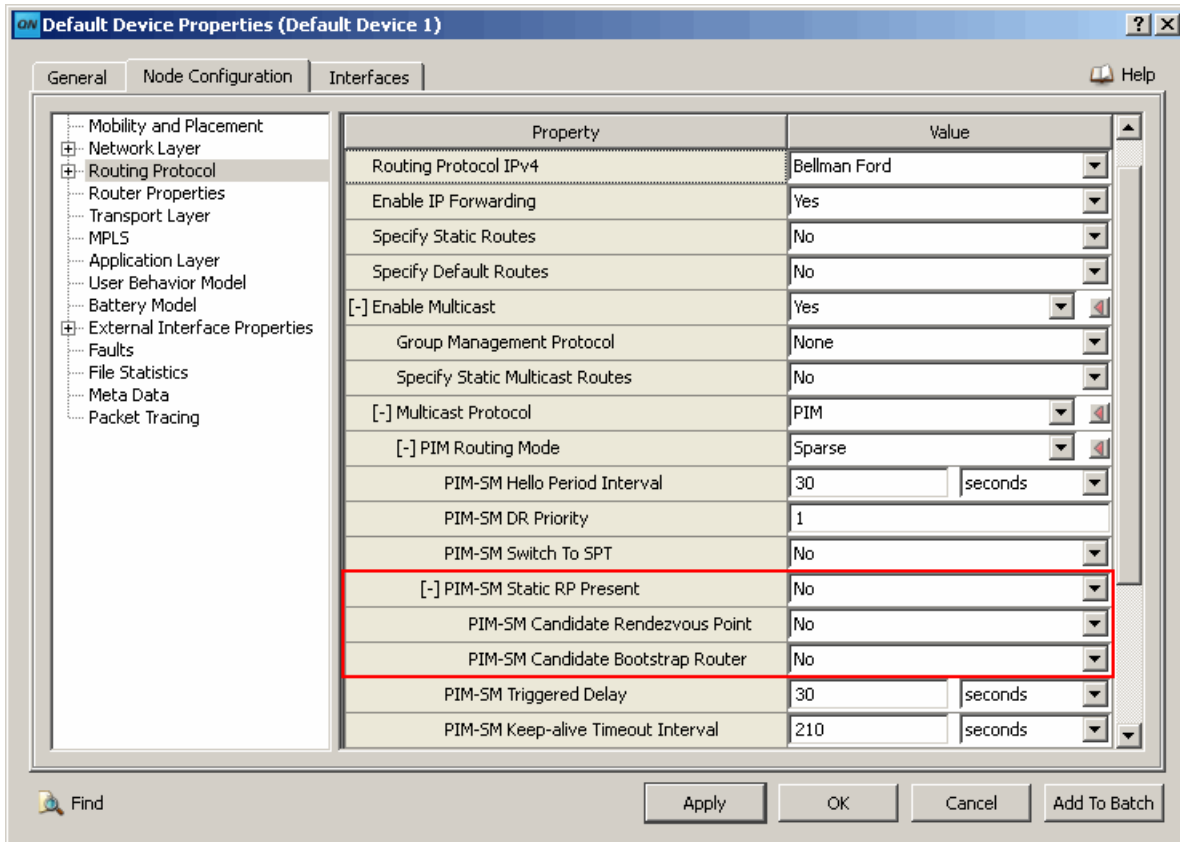 QN Default Device Properties (Default Device 1)
General Node Configuration Interfaces Help
Mobility and Placement
Network Layer
Routing Protocol
Router Properties
Transport Layer
MPLS
Application Layer
User Behavior Model
Battery Model
External Interface Properties
Faults
File Statistics
Meta Data
Packet Tracing
Property Value
Routing Protocol IPv4 Bellman Ford
Enable IP Forwarding Yes
Specify Static Routes No
Specify Default Routes No
[-] Enable Multicast Yes
Group Management Protocol None
Specify Static Multicast Routes No
[-] Multicast Protocol PIM
[-] PIM Routing Mode Sparse
PIM-SM Hello Period Interval 30 seconds
PIM-SM DR Priority 1
PIM-SM Switch To SPT No
[-] PIM-SM Static RP Present No
PIM-SM Candidate Rendezvous Point No
PIM-SM Candidate Bootstrap Router No
PIM-SM Triggered Delay 30 seconds
PIM-SM Keep-alive Timeout Interval 210 seconds
Find Apply OK Cancel Add To Batch